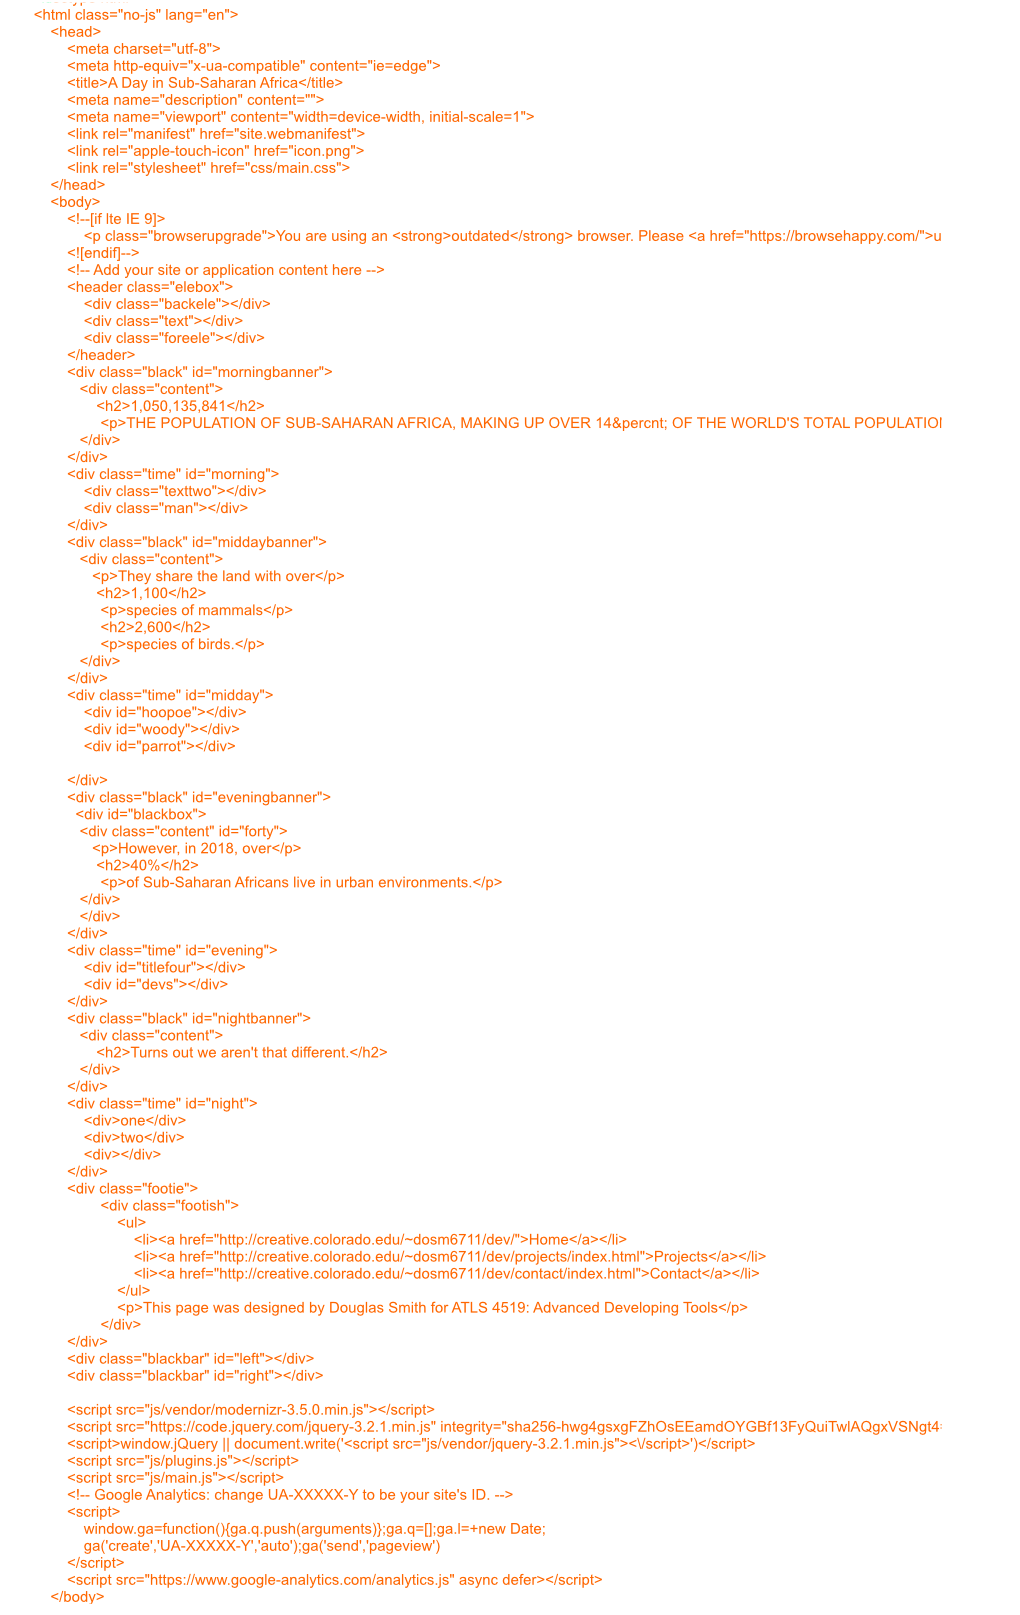 <html class="no-js" lang="en">
<head>
<meta charset="utf-8">
<meta http-equiv="x-ua-compatible" content="ie=edge">
<title>A Day in Sub-Saharan Africa</title>
<meta name="description" content="">
<meta name="viewport" content="width=device-width, initial-scale=1">
<link rel="manifest" href="site.webmanifest">
<link rel="apple-touch-icon" href="icon.png">
<link rel="stylesheet" href="css/main.css">
</head>
<body>
<!--[if lte IE 9]>
<p class="browserupgrade">You are using an <strong>outdated</strong> browser. Please <a href="https://browsehappy.com/">u
<![endif]-->
<!-- Add your site or application content here -->
<header class="elebox">
<div class="backele"></div>
<div class="text"></div>
<div class="foreele"></div>
</header>
<div class="black" id="morningbanner">
<div class="content">
<h2>1,050,135,841</h2>
<p>THE POPULATION OF SUB-SAHARAN AFRICA, MAKING UP OVER 14&percnt; OF THE WORLD'S TOTAL POPULATIO
</div>
</div>
<div class="time" id="morning">
<div class="texttwo"></div>
<div class="man"></div>
</div>
<div class="black" id="middaybanner">
<div class="content">
<p>They share the land with over</p>
<h2>1,100</h2>
<p>species of mammals</p>
<h2>2,600</h2>
<p>species of birds.</p>
</div>
</div>
<div class="time" id="midday">
<div id="hoopoe"></div>
<div id="woody"></div>
<div id="parrot"></div>
</div>
<div class="black" id="eveningbanner">
<div id="blackbox">
<div class="content" id="forty">
<p>However, in 2018, over</p>
<h2>40%</h2>
<p>of Sub-Saharan Africans live in urban environments.</p>
</div>
</div>
</div>
<div class="time" id="evening">
<div id="titlefour"></div>
<div id="devs"></div>
</div>
<div class="black" id="nightbanner">
<div class="content">
<h2>Turns out we aren't that different.</h2>
</div>
</div>
<div class="time" id="night">
<div>one</div>
<div>two</div>
<div></div>
</div>
<div class="footie">
<div class="footish">
<ul>
<li><a href="http://creative.colorado.edu/~dosm6711/dev/">Home</a></li>
<li><a href="http://creative.colorado.edu/~dosm6711/dev/projects/index.html">Projects</a></li>
<li><a href="http://creative.colorado.edu/~dosm6711/dev/contact/index.html">Contact</a></li>
</ul>
<p>This page was designed by Douglas Smith for ATLS 4519: Advanced Developing Tools</p>
</div>
</div>
<div class="blackbar" id="left"></div>
<div class="blackbar" id="right"></div>
<script src="js/vendor/modernizr-3.5.0.min.js"></script>
<script src="https://code.jquery.com/jquery-3.2.1.min.js" integrity="sha256-hwg4gsxgFZhOsEEamdOYGBf13FyQuiTwlAQgxVSNgt4=
<script>window.jQuery || document.write('<script src="js/vendor/jquery-3.2.1.min.js"><\/script>')</script>
<script src="js/plugins.js"></script>
<script src="js/main.js"></script>
<!-- Google Analytics: change UA-XXXXX-Y to be your site's ID. -->
<script>
window.ga=function(){ga.q.push(arguments)};ga.q=[];ga.l=+new Date;
ga('create','UA-XXXXX-Y','auto');ga('send','pageview')
</script>
<script src="https://www.google-analytics.com/analytics.js" async defer></script>
</body>